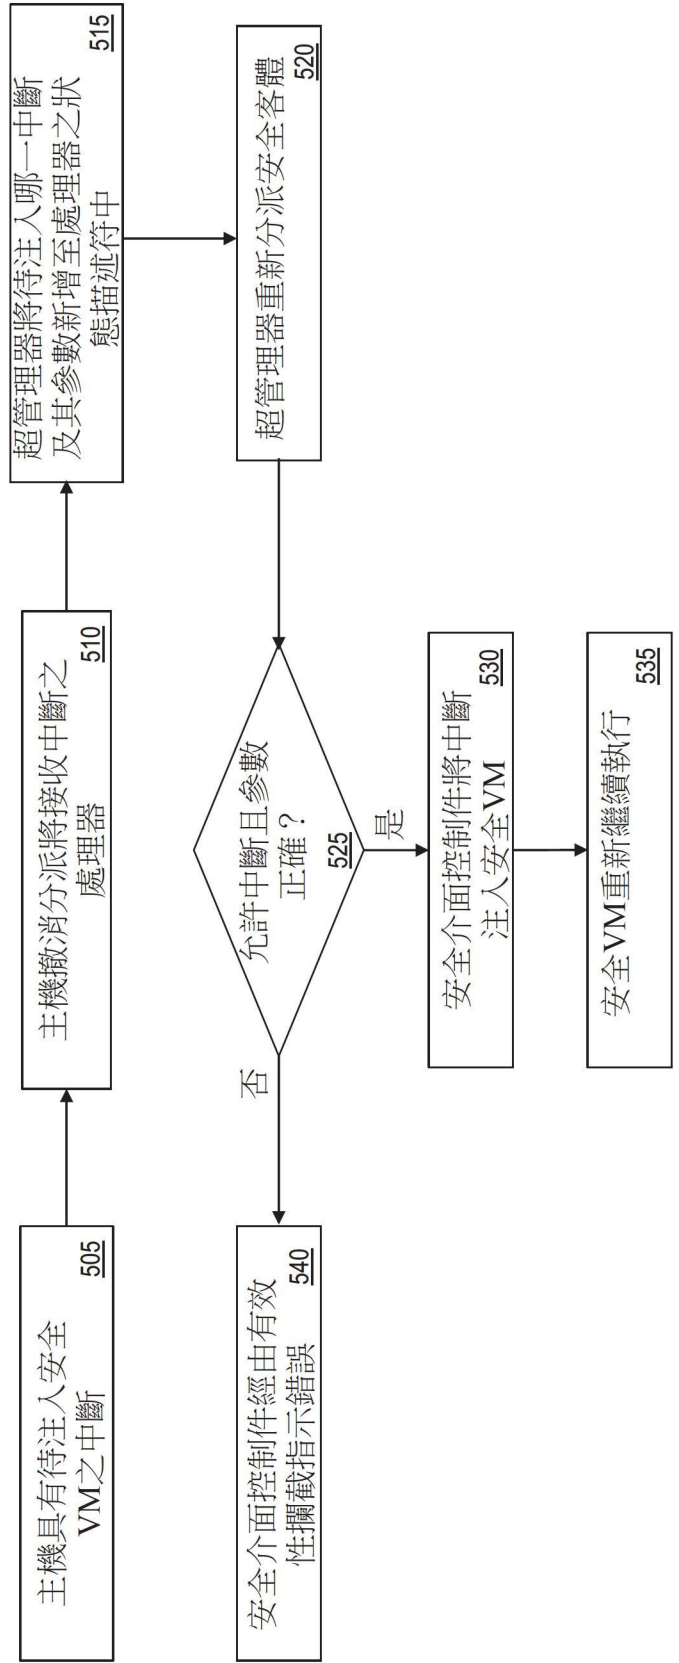 主機具有待注入安全
VM之中斷
505
主機撤消分派將接收中斷之
處理器
510
超管理器將待注入哪一中斷
及其參數新增至處理器之狀
態描述符中
515
超管理器重新分派安全客體
520
允許中斷且參數
正確？
525
是
否
安全介面控制件將中斷
注入安全VM
530
安全VM重新繼續執行
535
安全介面控制件經由有效
性攔截指示錯誤
540